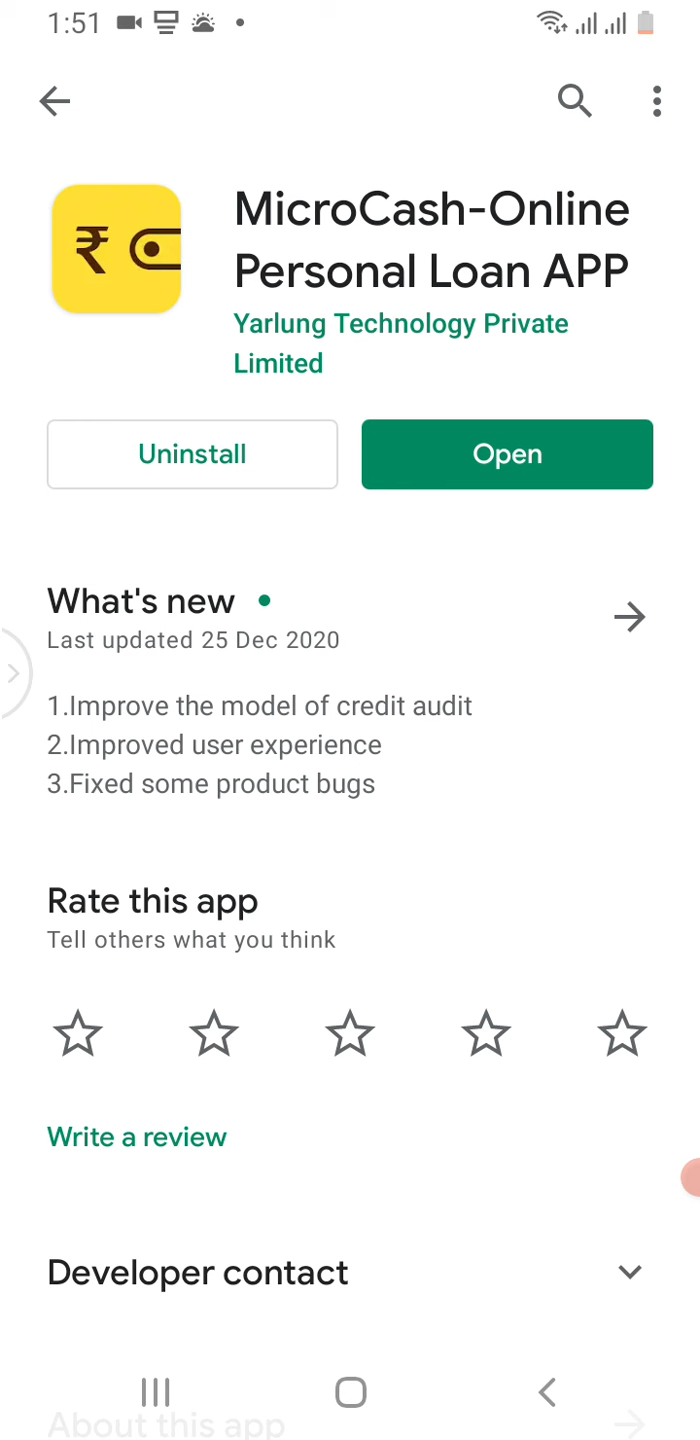 1:51
MicroCash-Online
Personal Loan APP
Yarlung Technology Private
Limited
Uninstall
Open
What's new
Last updated 25 Dec 2020
1.Improve the model of credit audit
2.Improved user experience
3.Fixed some product bugs
Rate this app
Tell others what you think
Write a review
Developer contact
About this app